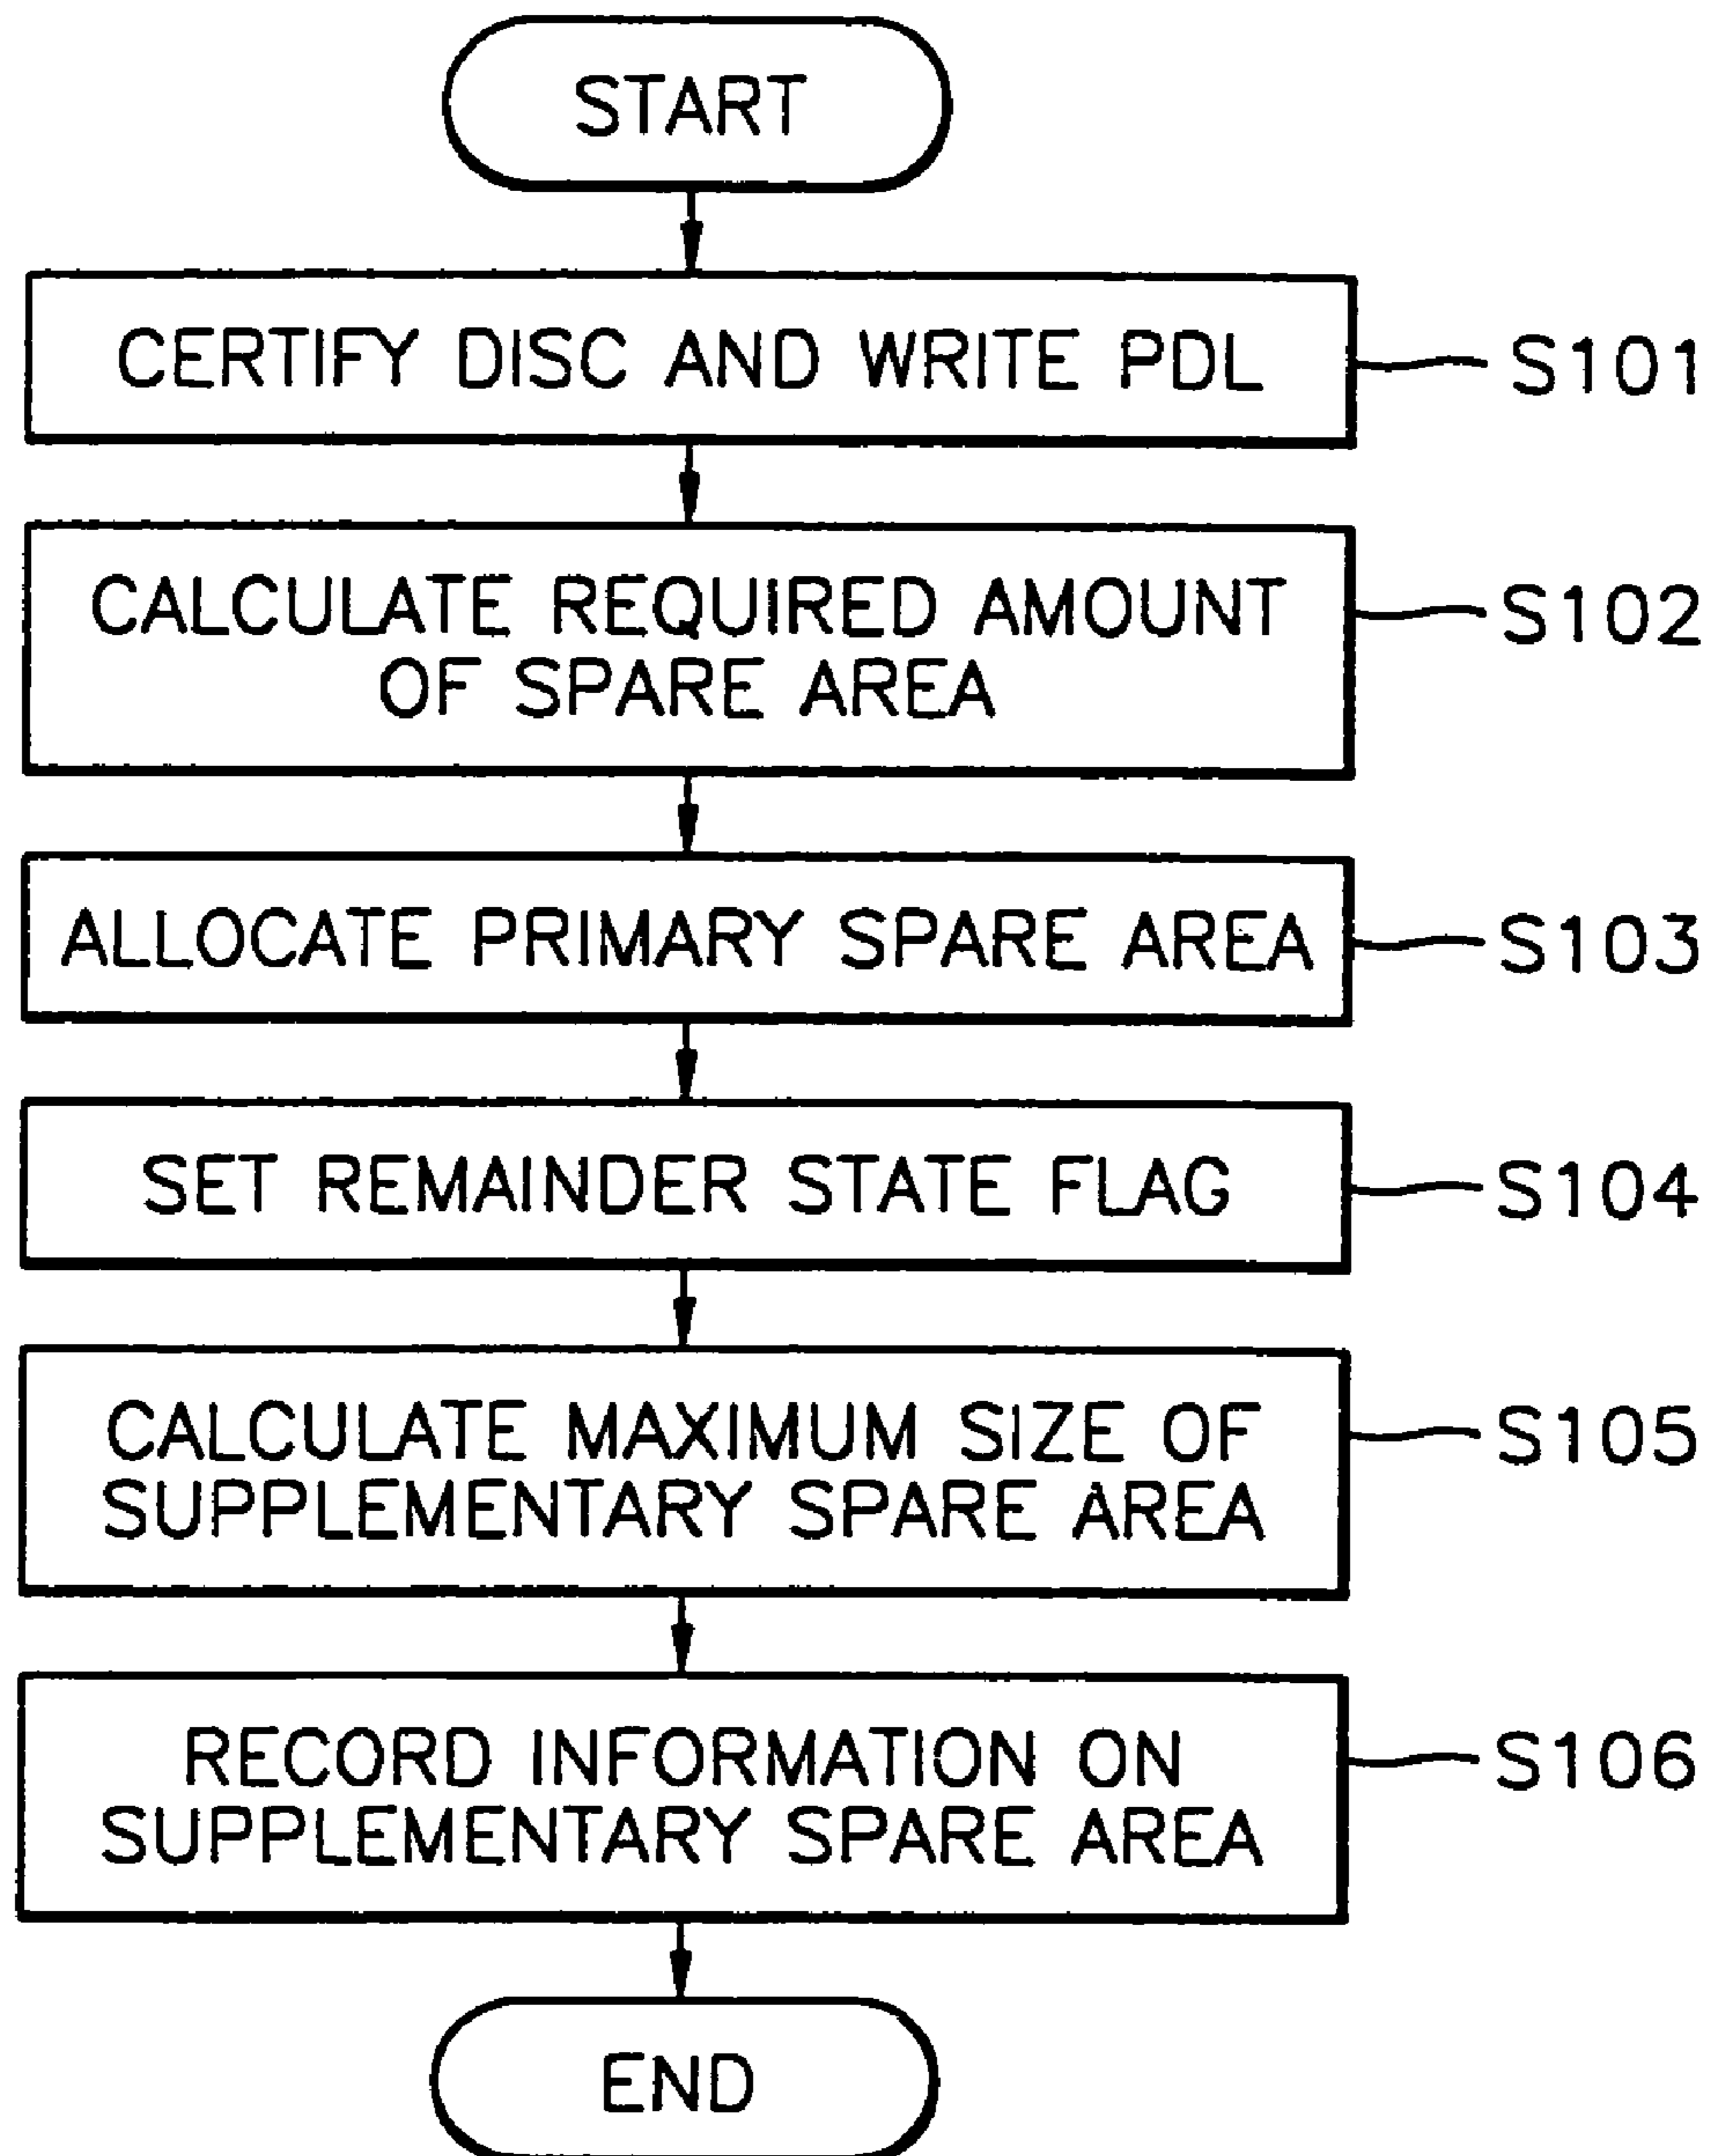 START
CERTIFY DISC AND WRITE PDL
S101
CALCULATE REQUIRED AMOUNT
OF SPARE AREA
S102
ALLOCATE PRIMARY SPARE AREA
S103
SET REMAINDER STATE FLAG
S104
CALCULATE MAXIMUM SIZE OF
SUPPLEMENTARY SPARE AREA
S105
RECORD INFORMATION ON
SUPPLEMENTARY SPARE AREA
S106
END